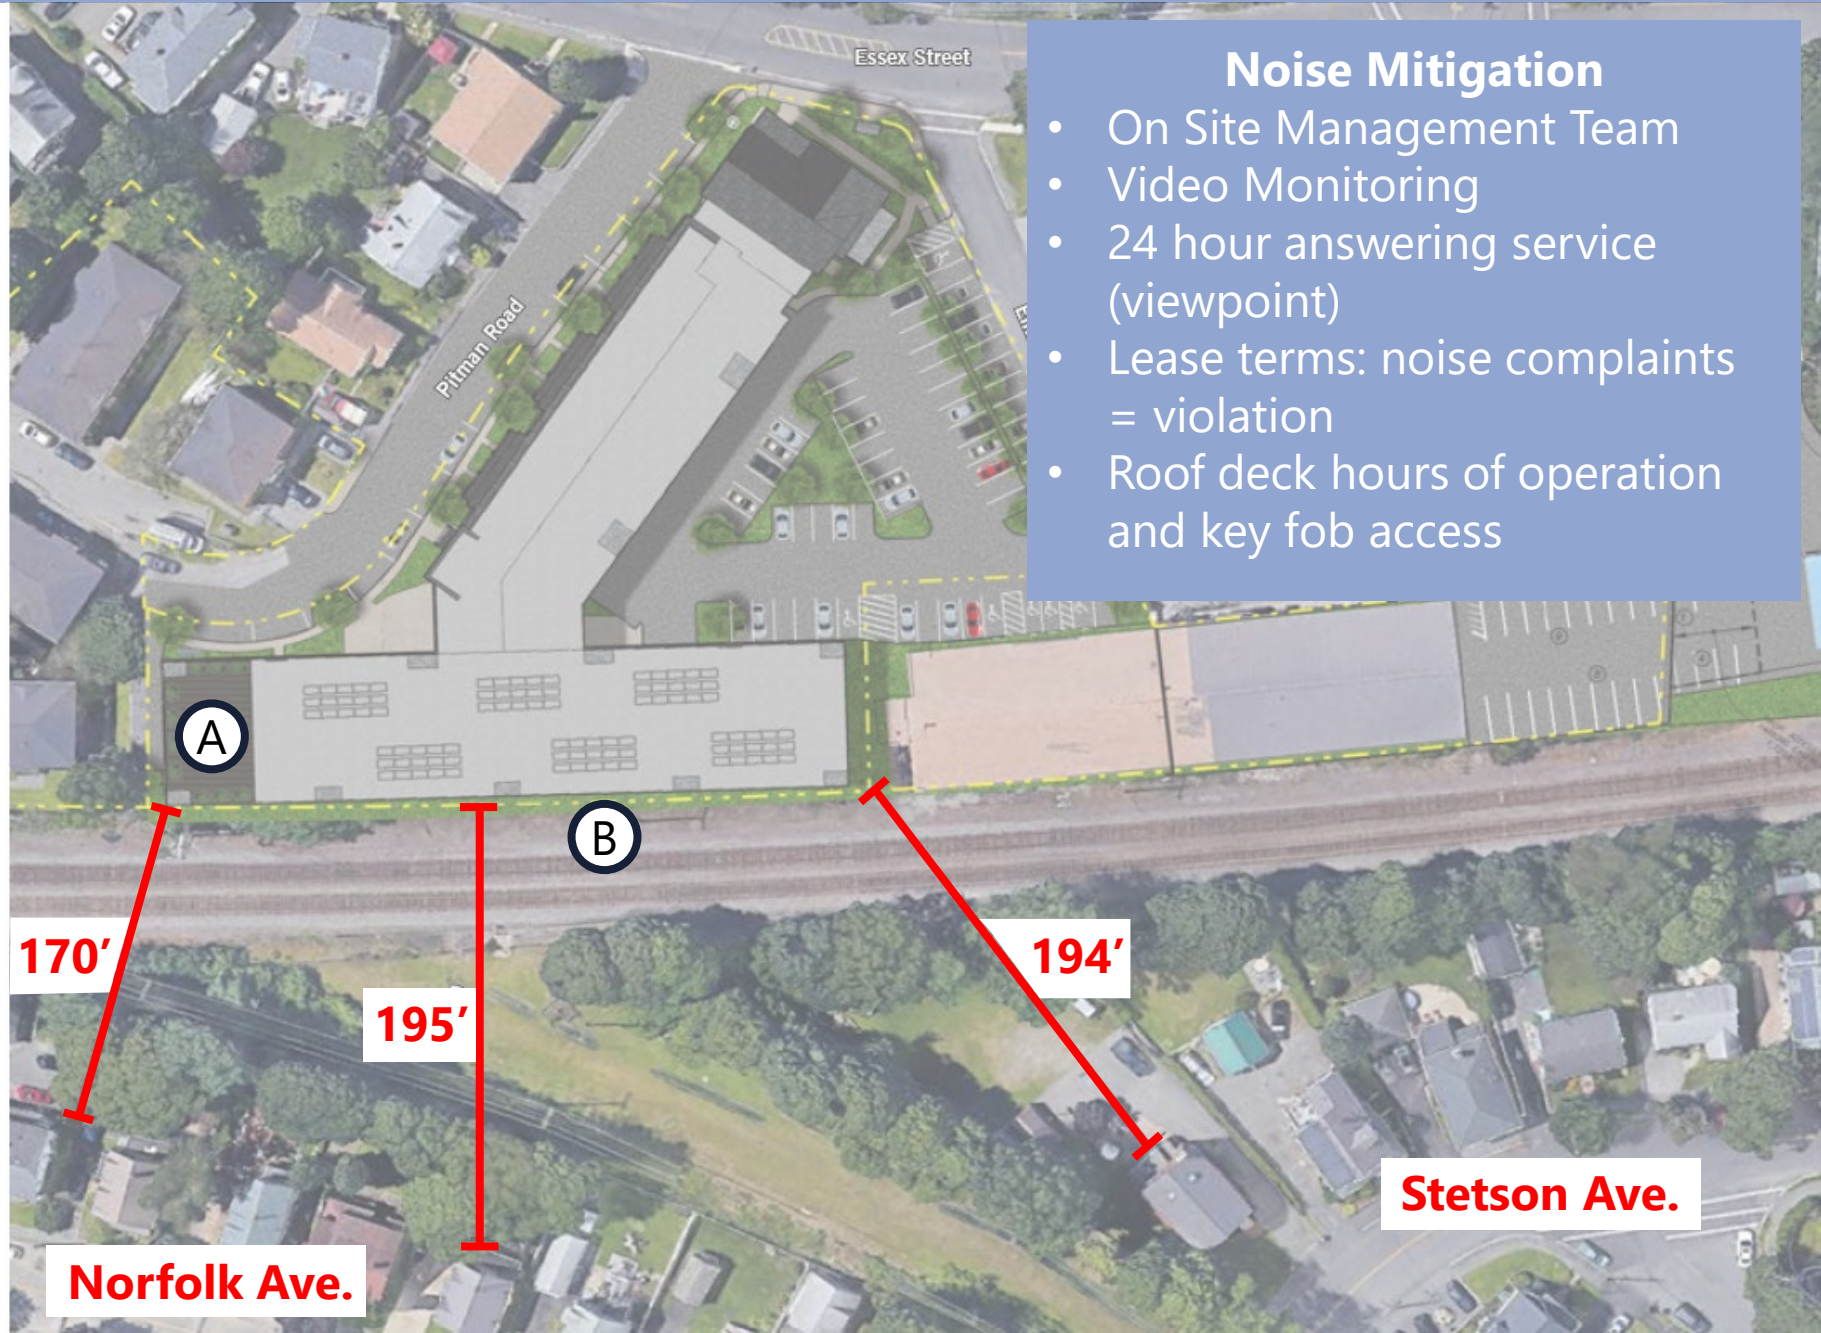 Essex Street
Noise Mitigation
• On Site Management Team
• Video Monitoring
• 24 hour answering service
(viewpoint)
• Lease terms: noise complaints
= violation
• Roof deck hours of operation
and key fob access
Pitman Road
A
B
170’
195’
194’
Stetson Ave.
Norfolk Ave.